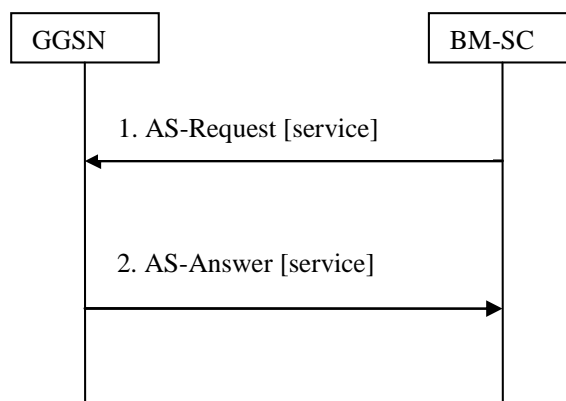 GGSN
BM-SC
1. AS-Request [service]
2. AS-Answer [service]